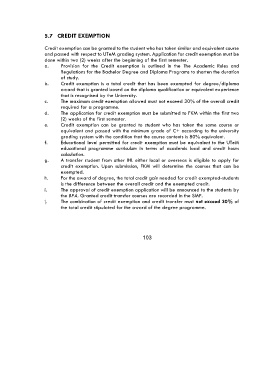 5.7 CREDIT EXEMPTION
Credit exemption can be granted to the student who has taken similar and equivalent course
and passed with respect to UTeM grading system. Application for credit exemption must be
done within two (2) weeks after the beginning of the first semester.
a. Provision for the Credit exemption is outlined in the The Academic Rules and
Regulations for the Bachelor Degree and Diploma Programs to shorten the duration
of study.
b. Credit exemption is a total credit that has been exempted for degree/diploma
award that is granted based on the diploma qualification or equivalent experience
that is recognized by the University.
c. The maximum credit exemption allowed must not exceed 30% of the overall credit
required for a programme.
d. The application for credit exemption must be submitted to FKM within the first two
(2) weeks of the first semester.
e. Credit exemption can be granted to student who has taken the same course or
equivalent and passed with the minimum grade of C+ according to the university
grading system with the condition that the course contents is 80% equivalent.
f. Educational level permitted for credit exemption must be equivalent to the UTeM
educational programme curriculum in terms of academic load and credit hours
calculation.
g. A transfer student from other IHL either local or overseas is eligible to apply for
credit exemption. Upon submission, FKM will determine the courses that can be
exempted.
h. For the award of degree, the total credit gain needed for credit exempted students
is the difference between the overall credit and the exempted credit.
i. The approval of credit exemption application will be announced to the students by
the BPA. Granted credit transfer courses are recorded in the SMP.
j. The combination of credit exemption and credit transfer must not exceed 50% of
the total credit stipulated for the award of the degree programme.
103